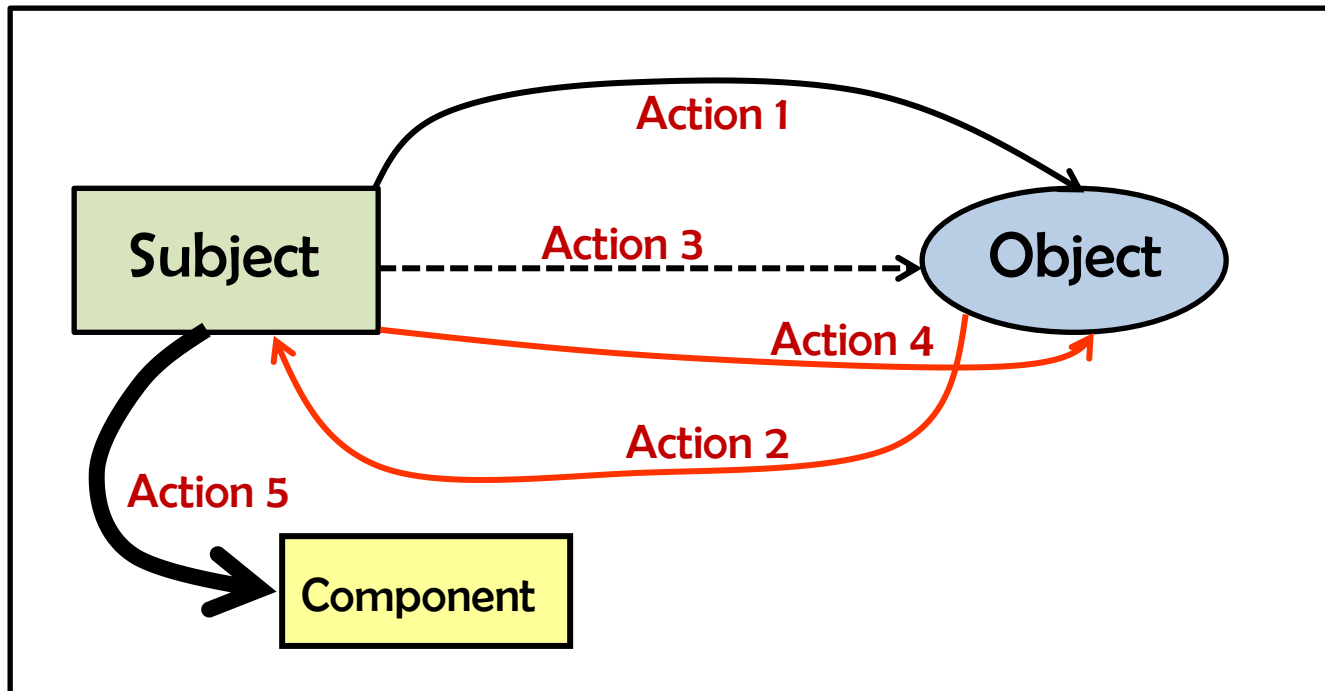 Action 1
Subject
Action 3
Object
Action 4
Action 2
Action 5
Component